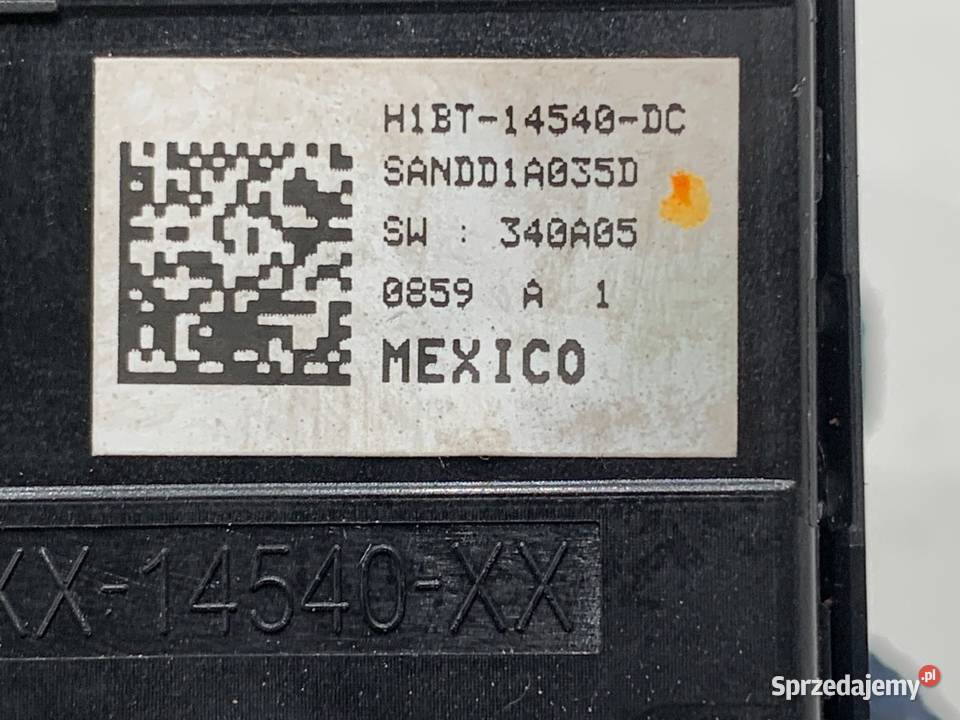 H1BT-14540-DC
SANDD1A035D
SW : 340A05
0859 A 1
MEXICO
XX-14540-XX
Sprzedajemy.pl